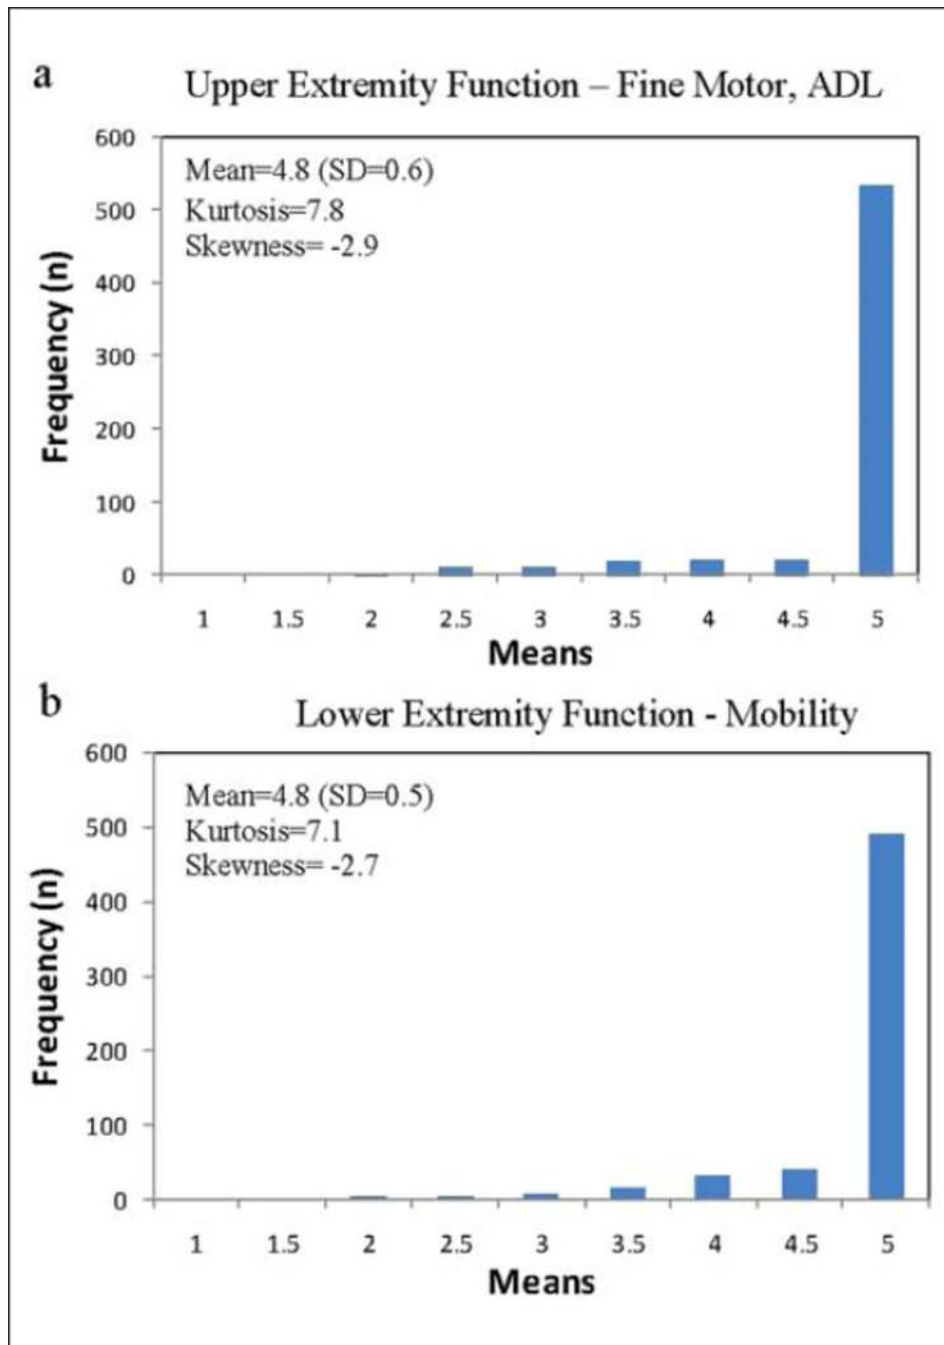 a
Upper Extremity Function – Fine Motor, ADL
Mean=4.8 (SD=0.6)
Kurtosis=7.8
Skewness= -2.9
Frequency (n)
600
500
400
300
200
100
0
1 1.5 2 2.5 3 3.5 4 4.5 5
Means
b
Lower Extremity Function - Mobility
Mean=4.8 (SD=0.5)
Kurtosis=7.1
Skewness= -2.7
Frequency (n)
600
500
400
300
200
100
0
1 1.5 2 2.5 3 3.5 4 4.5 5
Means